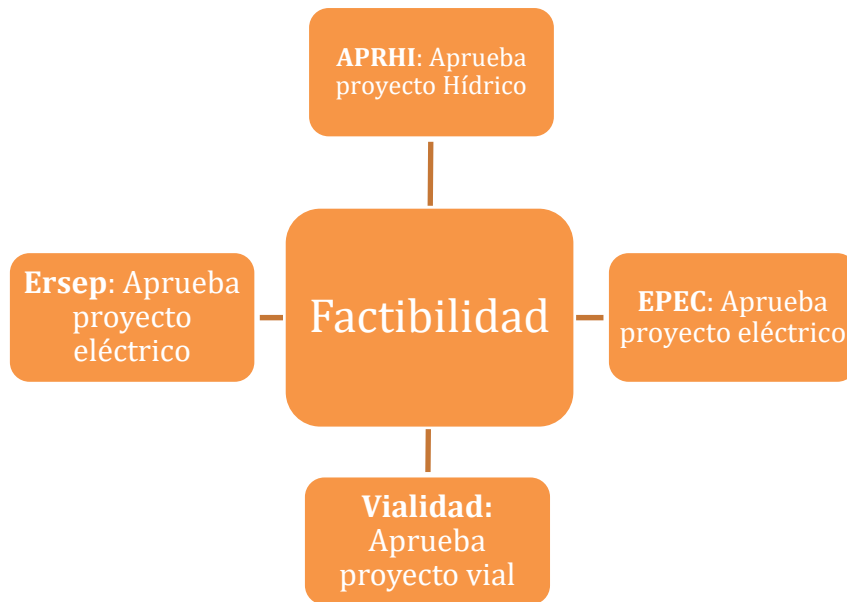 APRHI: Aprueba
proyecto Hídrico
Ersep: Aprueba
proyecto
eléctrico
Factibilidad
EPEC: Aprueba
proyecto eléctrico
Vialidad:
Aprueba
proyecto vial